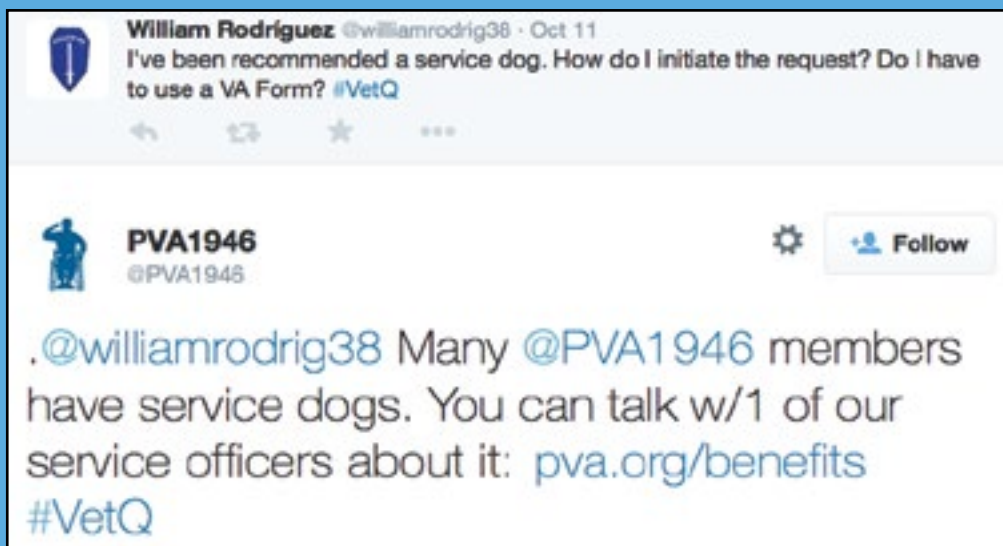 William Rodríguez @williamrodrig38 · Oct 11
I've been recommended a service dog. How do I initiate the request? Do I have
to use a VA Form? #VetQ
PVA1946
Follow
@PVA1946
.@williamrodrig38 Many @PVA1946 members
have service dogs. You can talk w/1 of our
service officers about it: pva.org/benefits
#VetQ